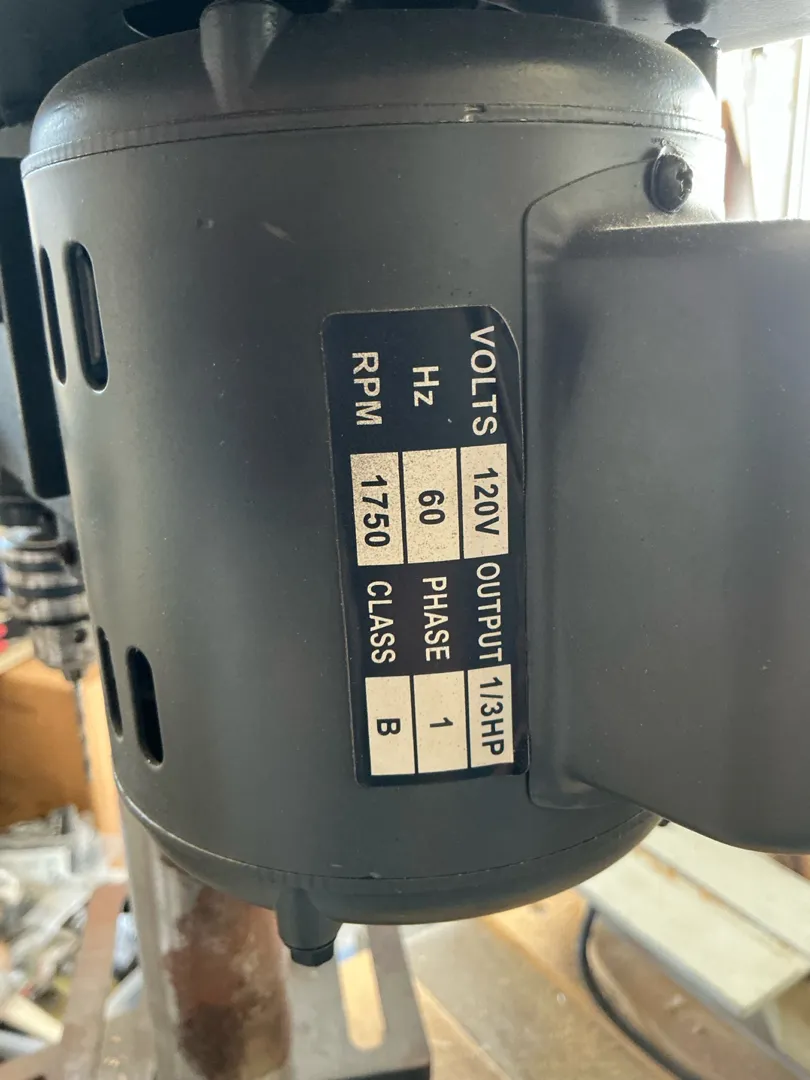 VOLTS 120V OUTPUT 1/3HP
Hz 60 PHASE 1
RPM 1750 CLASS B